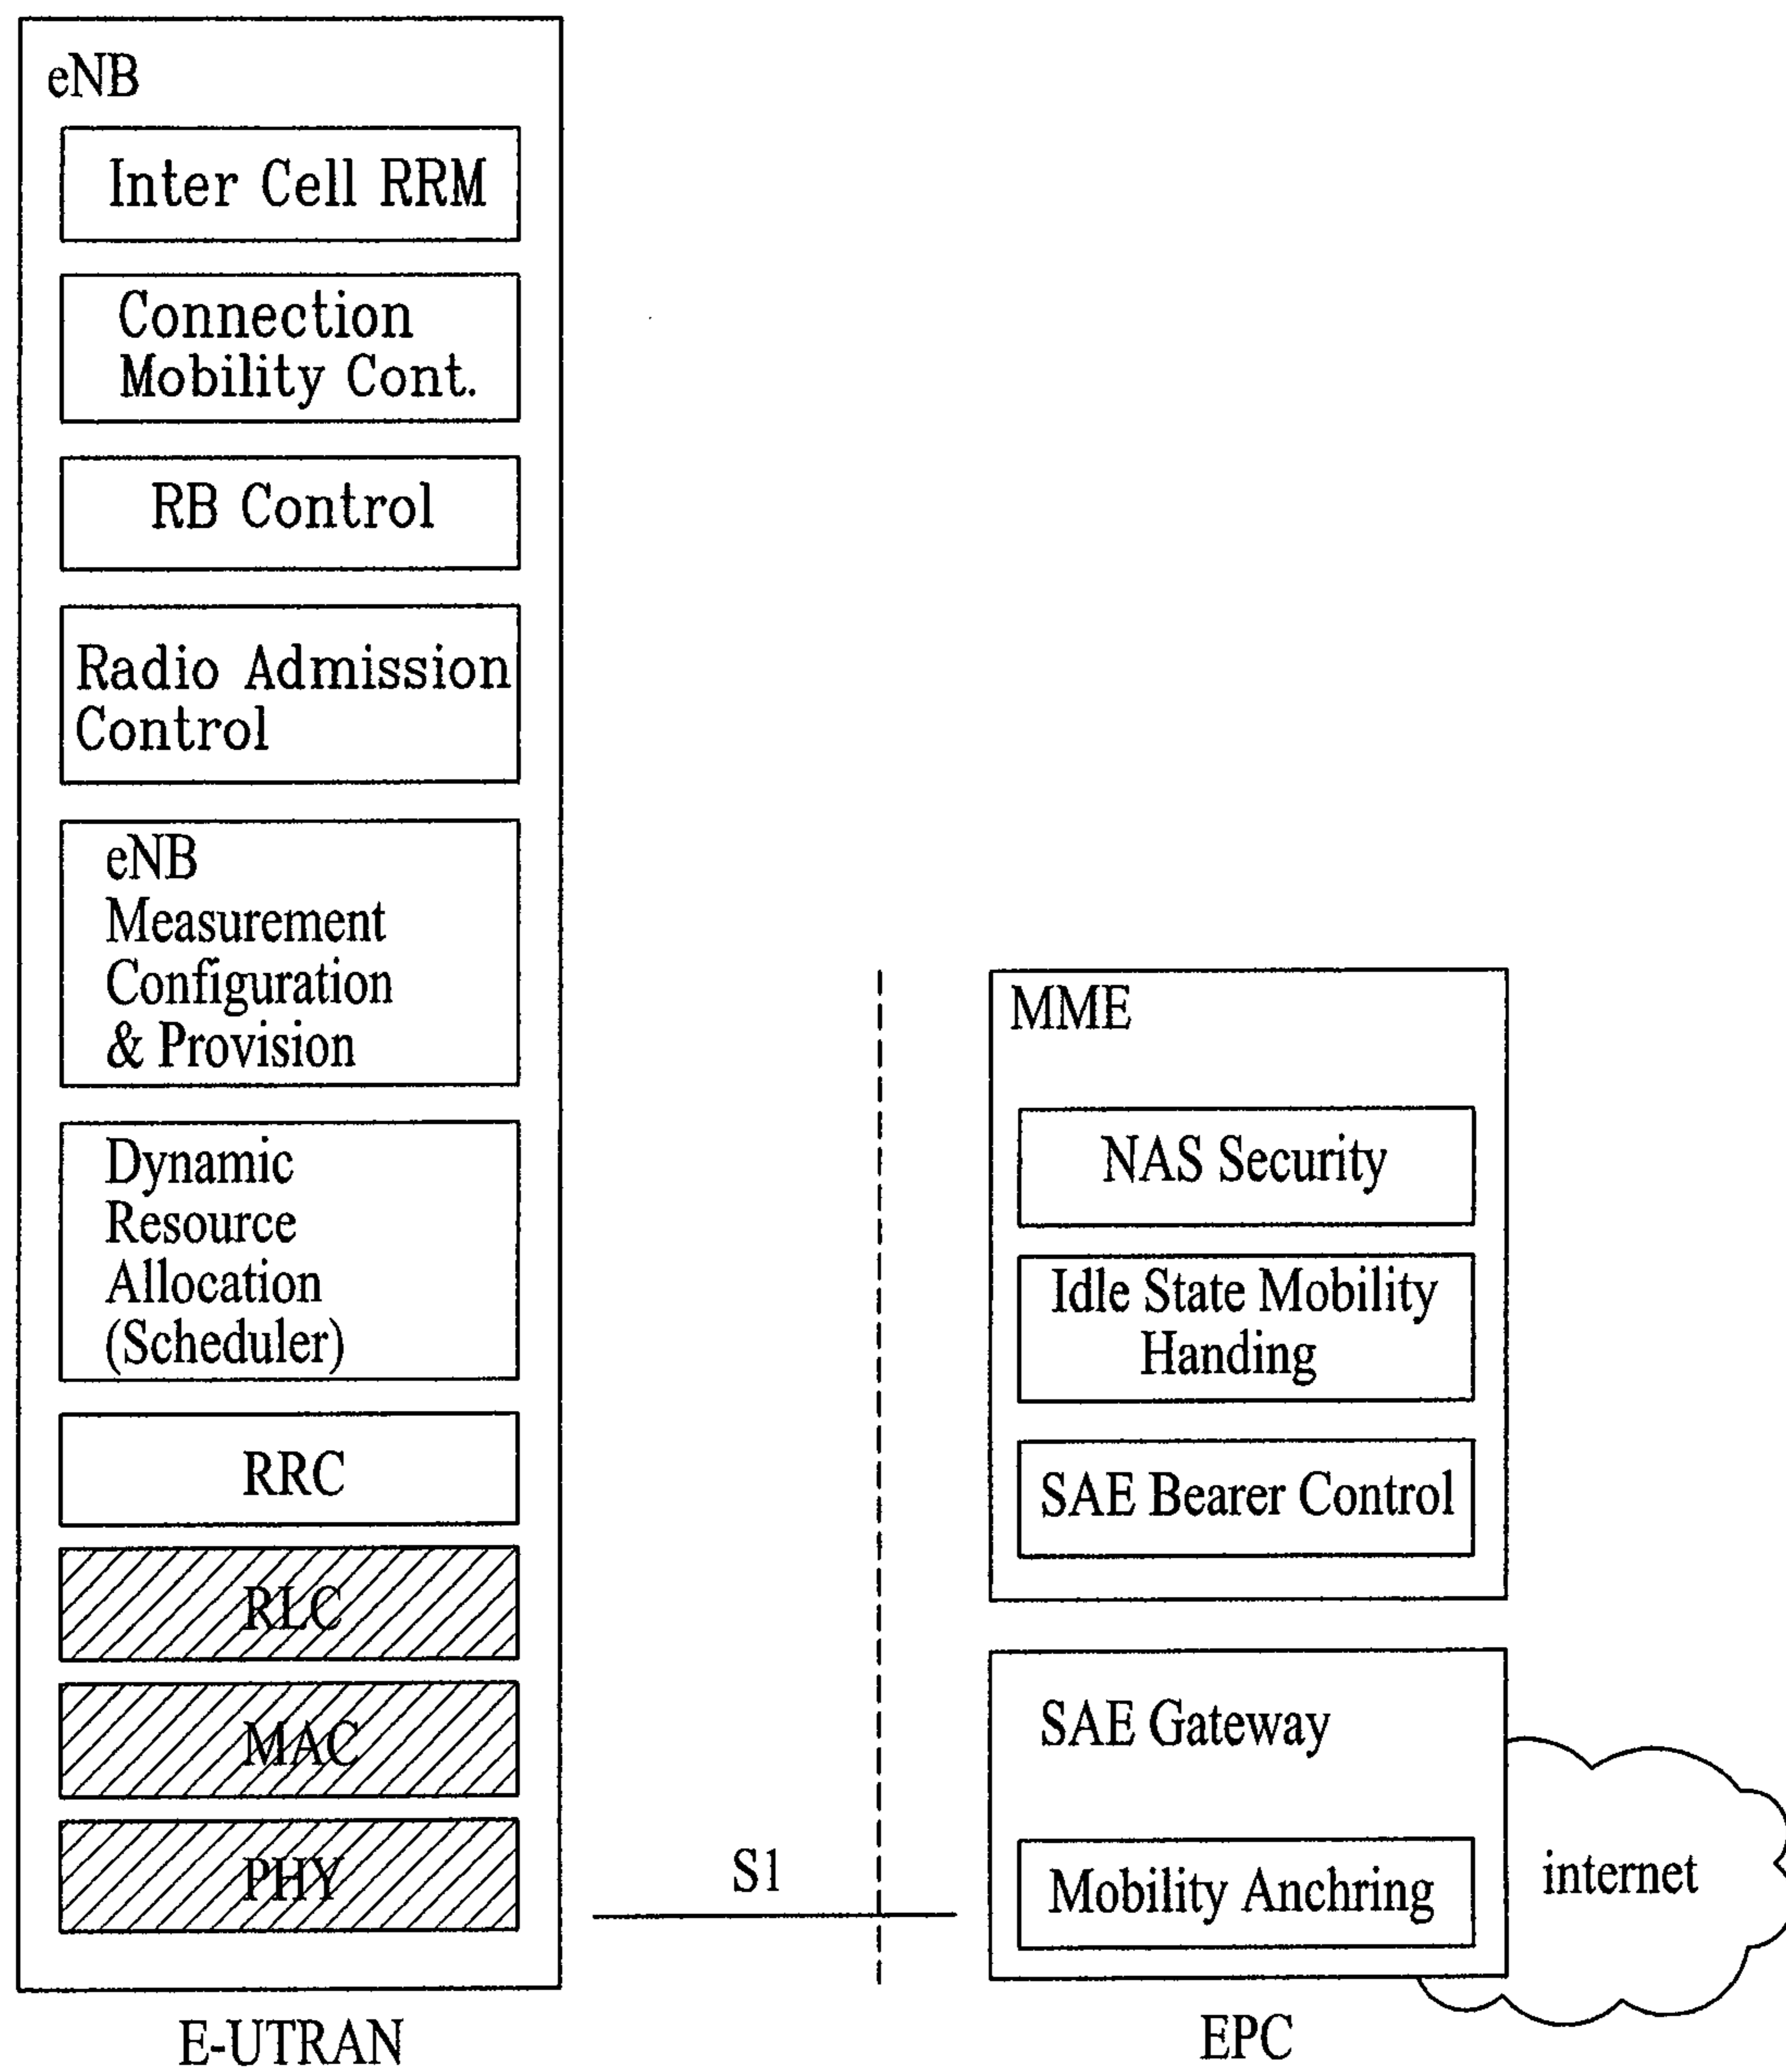 eNB
Inter Cell RRM
Connection
Mobility Cont.
RB Control
Radio Admission
Control
eNB
Measurement
Configuration
& Provision
Dynamic
Resource
Allocation
(Scheduler)
RRC
RLC
MAC
PHY
E-UTRAN
S1
MME
NAS Security
Idle State Mobility
Handing
SAE Bearer Control
SAE Gateway
Mobility Anchring
internet
EPC